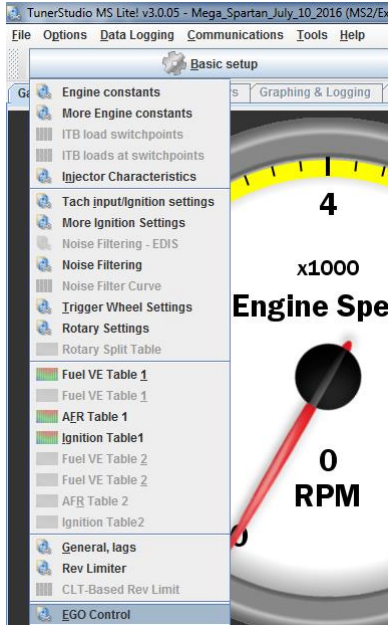 TunerStudio MS Lite! v3.0.05 - Mega_Spartan_July_10_2016 (MS2/Ex
File Options Data Logging Communications Tools Help
Basic setup
Ga Graphing & Logging
Engine constants
More Engine constants
ITB load switchpoints
ITB loads at switchpoints
Injector Characteristics
Tach input/Ignition settings
More Ignition Settings
Noise Filtering - EDIS
Noise Filtering
Noise Filter Curve
Trigger Wheel Settings
Rotary Settings
Rotary Split Table
Fuel VE Table 1
Fuel VE Table 1
AFR Table 1
Ignition Table1
Fuel VE Table 2
Fuel VE Table 2
AFR Table 2
Ignition Table2
General, lags
Rev Limiter
CLT-Based Rev Limit
EGO Control
4
x1000
Engine Spe
0
RPM
0